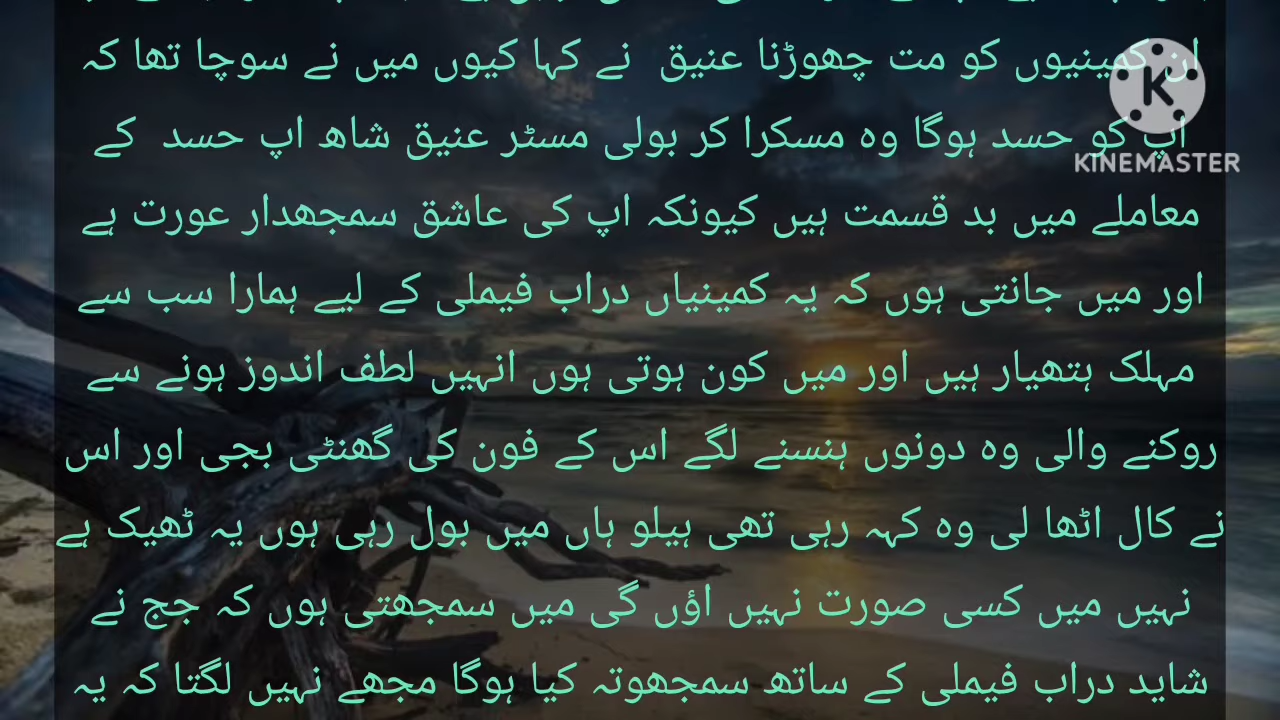 ان کمینیوں کو مت چھوڑنا عنیق نے کہا کیوں میں نے سوچا تھا کہ
اپ کو حسد ہوگا وہ مسکرا کر بولی مسٹر عنیق شاھ اپ حسد کے
معاملے میں بد قسمت ہیں کیونکہ اپ کی عاشق سمجھدار عورت ہے
اور میں جانتی ہوں کہ یہ کمینیاں دراب فیملی کے لیے ہمارا سب سے
مہلک ہتھیار ہیں اور میں کون ہوتی ہوں انہیں لطف اندوز ہونے سے
روکنے والی وہ دونوں ہنسنے لگے اس کے فون کی گھنٹی بجی اور اس
نے کال اٹھا لی وہ کہہ رہی تھی ہیلو ہاں میں بول رہی ہوں یہ ٹھیک ہے
نہیں میں کسی صورت نہیں اؤں گی میں سمجھتی ہوں کہ جج نے
شاید دراب فیملی کے ساتھ سمجھوتہ کیا ہوگا مجھے نہیں لگتا کہ یہ
K
KINEMASTER